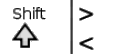 Shift >
⇧ <